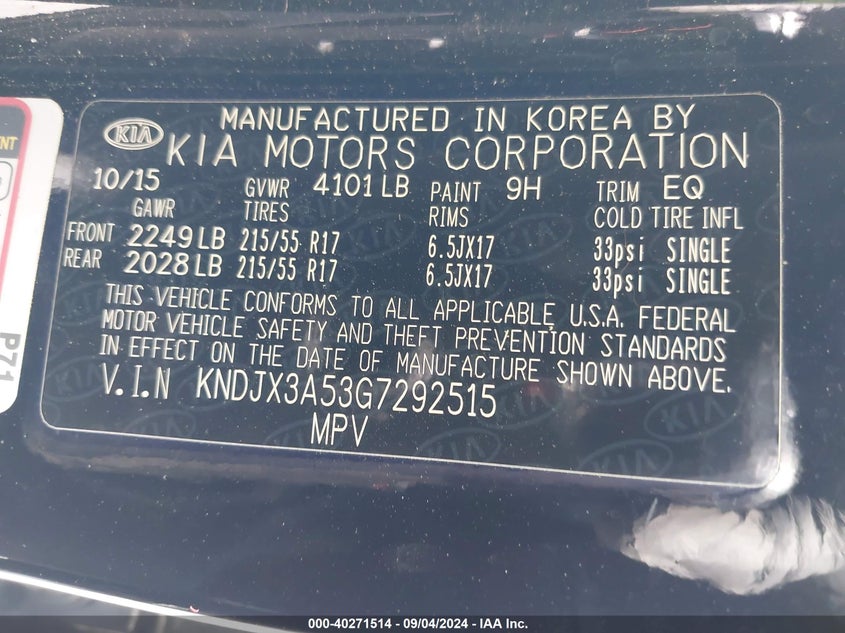 MANUFACTURED IN KOREA BY
KIA KIA MOTORS CORPORATION
10/15 GVWR 4101 LB PAINT 9H TRIM EQ
GAWR TIRES RIMS COLD TIRE INFL
FRONT 2249 LB 215/55 R17 6.5JX17 33psi SINGLE
REAR 2028 LB 215/55 R17 6.5JX17 33psi SINGLE
THIS VEHICLE CONFORMS TO ALL APPLICABLE U.S.A. FEDERAL
MOTOR VEHICLE SAFETY AND THEFT PREVENTION STANDARDS
IN EFFECT ON THE DATE OF MANUFACTURE SHOWN ABOVE.
V.I.N KNDJX3A53G7292515
MPV
P71
000-40271514 - 09/04/2024 - IAA Inc.